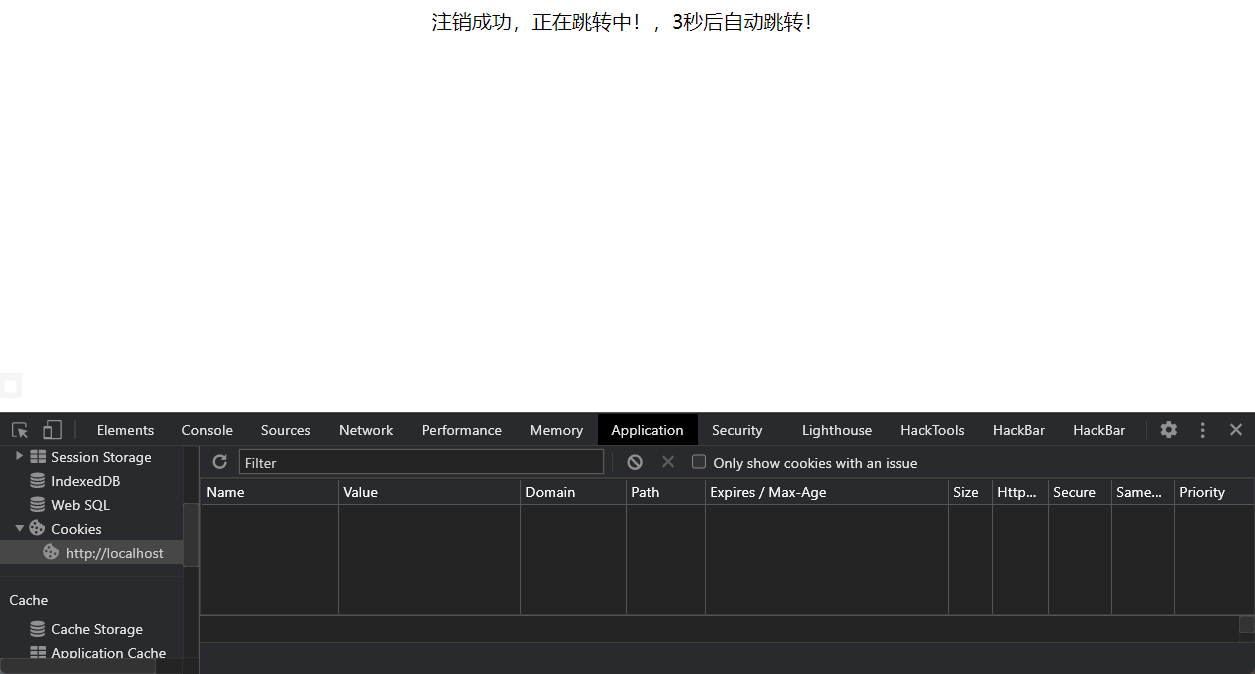 注销成功，正在跳转中！，3秒后自动跳转！
Elements Console Sources Network Performance Memory Application Security Lighthouse HackTools HackBar HackBar
Session Storage
IndexedDB
Web SQL
Cookies
http://localhost
Cache
Cache Storage
Application Cache
Filter
Only show cookies with an issue
Name Value Domain Path Expires / Max-Age Size Http... Secure Same... Priority